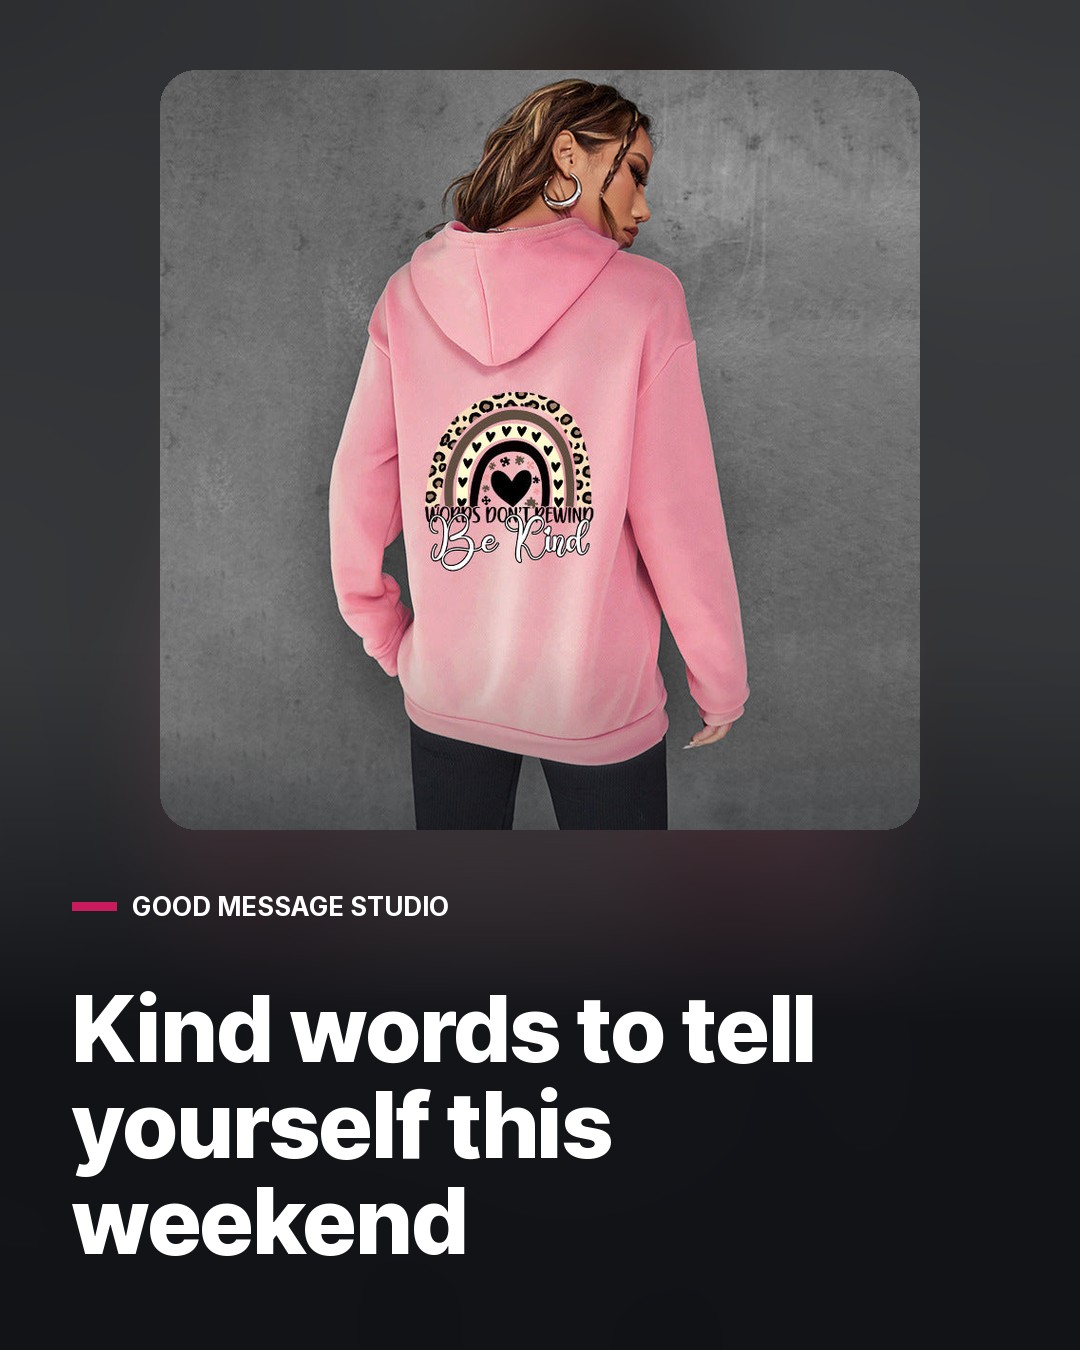 WORDS DON'T REWIND
Be Kind
GOOD MESSAGE STUDIO
Kind words to tell
yourself this
weekend